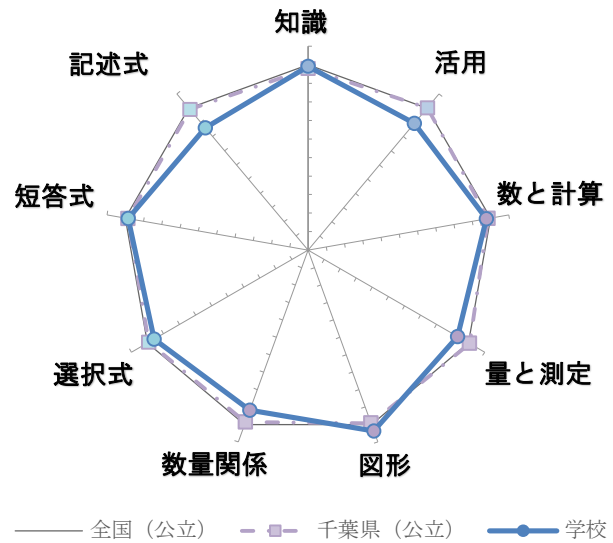 知識
記述式
活用
短答式
数と計算
選択式
量と測定
数量関係
図形
全国（公立）
千葉県（公立）
学校